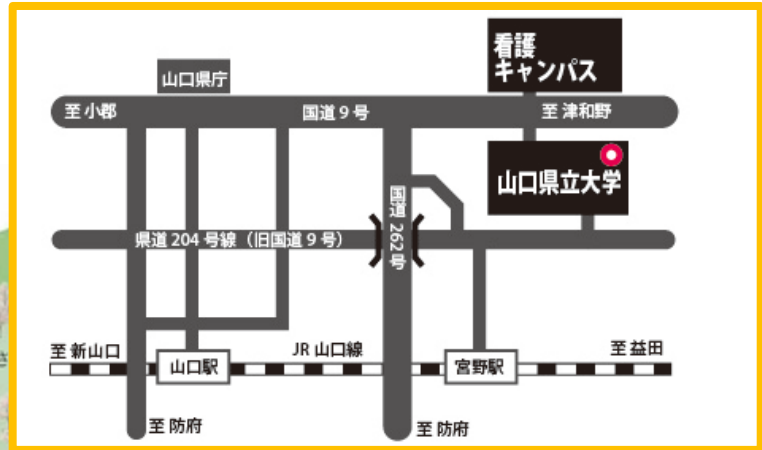 看護
キャンパス
山口県庁
至 小郡
国道 9 号
至 津和野
山口県立大学
国道 262 号
県道 204 号線（旧国道 9 号）
至 新山口
JR 山口線
至 益田
山口駅
宮野駅
至 防府
至 防府
さ